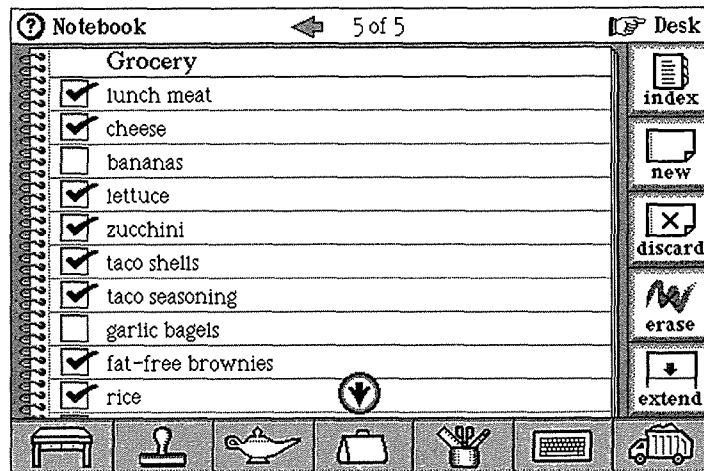 ? Notebook 5 of 5 Desk
Grocery
lunch meat
cheese
bananas
lettuce
zucchini
taco shells
taco seasoning
garlic bagels
fat-free brownies
rice
index
new
discard
erase
extend